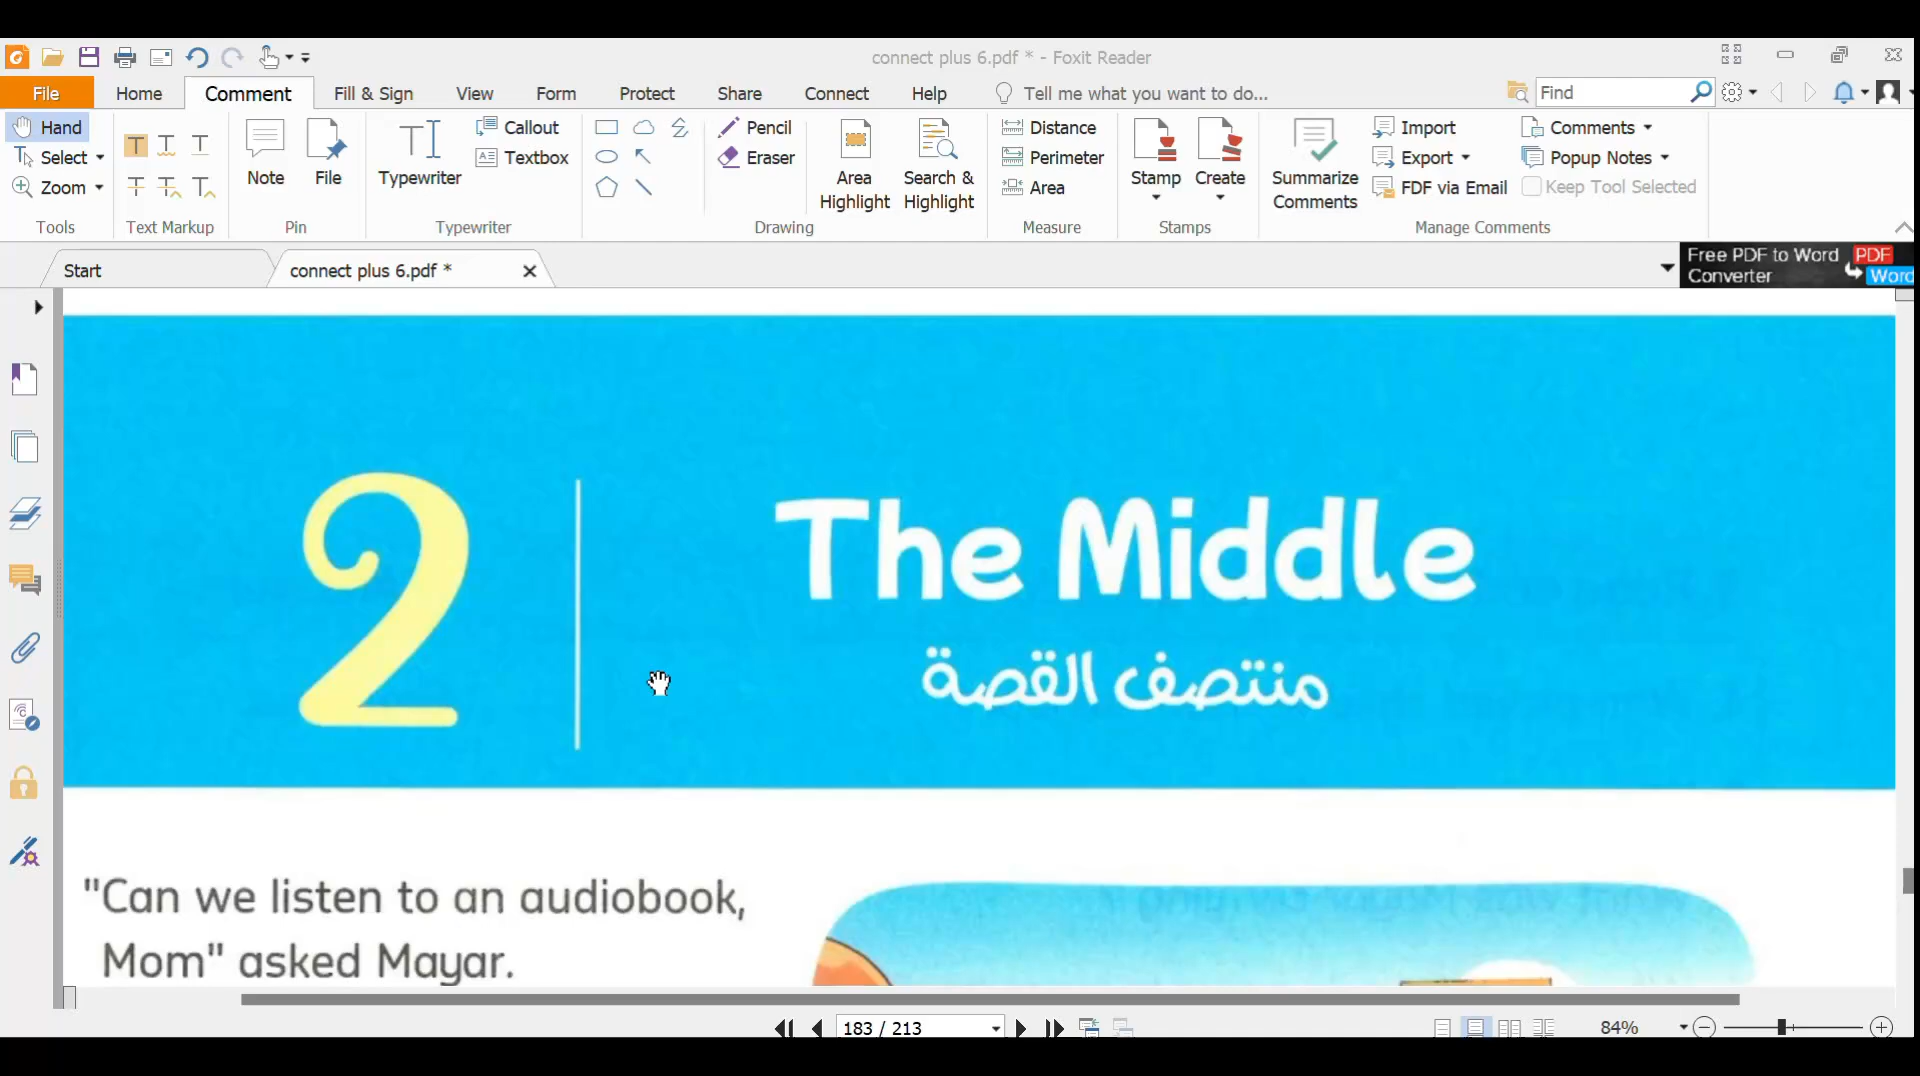 connect plus 6.pdf * - Foxit Reader
File Home Comment Fill & Sign View Form Protect Share Connect Help Tell me what you want to do... Find
Hand
Select
Zoom
Tools
Text Markup
Note
File
Pin
Typewriter
Callout
Textbox
Typewriter
Pencil
Eraser
Area Highlight
Search & Highlight
Drawing
Distance
Perimeter
Area
Measure
Stamp
Create
Stamps
Summarize Comments
Import
Export
FDF via Email
Comments
Popup Notes
Keep Tool Selected
Manage Comments
Start
connect plus 6.pdf *
Free PDF to Word
Converter
PDF
Word
2
The Middle
منتصف القصة
"Can we listen to an audiobook,
Mom" asked Mayar.
183 / 213
84%